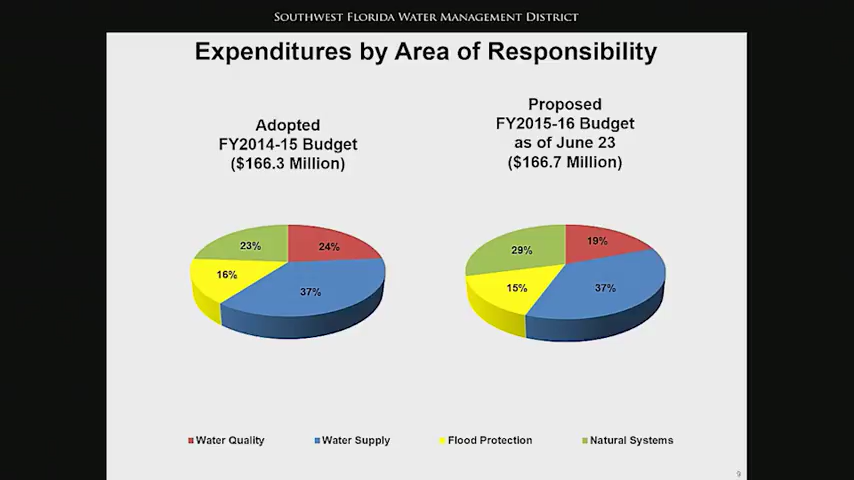 SOUTHWEST FLORIDA WATER MANAGEMENT DISTRICT
Expenditures by Area of Responsibility
Adopted
FY2014-15 Budget
($166.3 Million)
Proposed
FY2015-16 Budget
as of June 23
($166.7 Million)
23%
24%
16%
37%
29%
19%
15%
37%
Water Quality
Water Supply
Flood Protection
Natural Systems
9